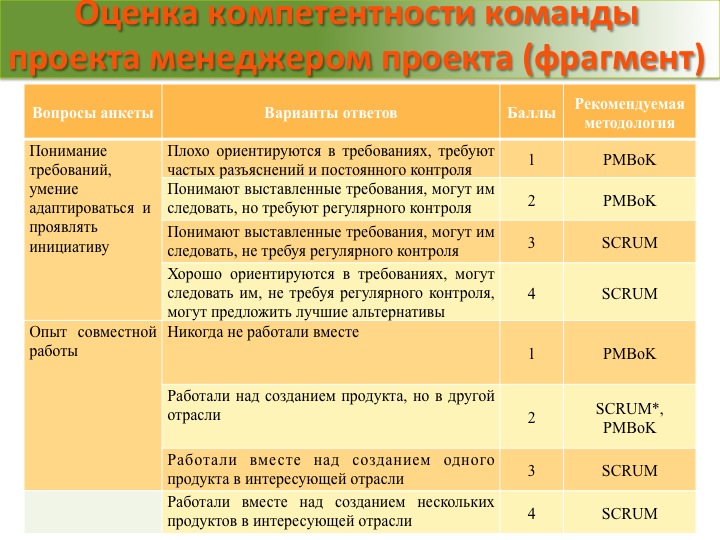 Оценка компетентности команды
проекта менеджером проекта (фрагмент)
Вопросы анкеты
Варианты ответов
Баллы
Рекомендуемая
методология
Понимание
требований,
умение
адаптироваться и
проявлять
инициативу
Плохо ориентируются в требованиях, требуют
частых разъяснений и постоянного контроля
1
PMBoK
Понимают выставленные требования, могут им
следовать, но требуют регулярного контроля
2
PMBoK
Понимают выставленные требования, могут им
следовать, не требуя регулярного контроля
3
SCRUM
Хорошо ориентируются в требованиях, могут
следовать им, не требуя регулярного контроля,
могут предложить лучшие альтернативы
4
SCRUM
Опыт совместной
работы
Никогда не работали вместе
1
PMBoK
Работали над созданием продукта, но в другой
отрасли
2
SCRUM*,
PMBoK
Работали вместе над созданием одного
продукта в интересующей отрасли
3
SCRUM
Работали вместе над созданием нескольких
продуктов в интересующей отрасли
4
SCRUM